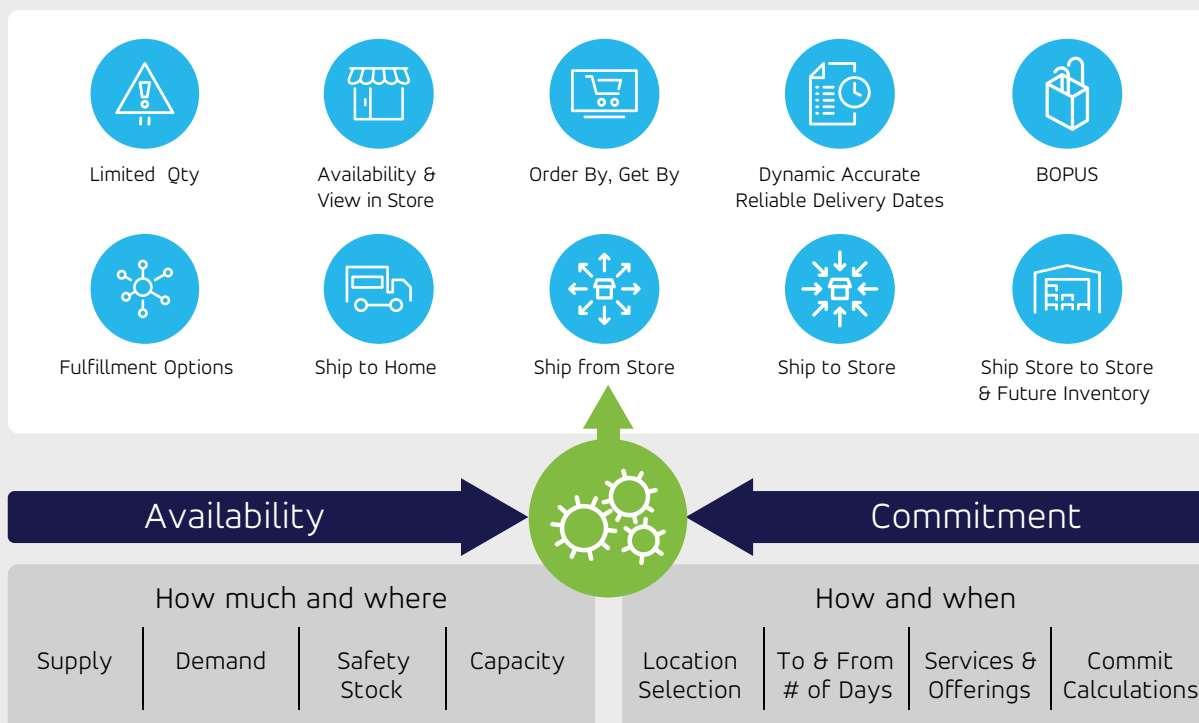 Limited Qty
Availability &
View in Store
Order By, Get By
Dynamic Accurate
Reliable Delivery Dates
BOPUS
Fulfillment Options
Ship to Home
Ship from Store
Ship to Store
Ship Store to Store
& Future Inventory
Availability
Commitment
How much and where
Supply
Demand
Safety
Stock
Capacity
How and when
Location
Selection
To & From
# of Days
Services &
Offerings
Commit
Calculations